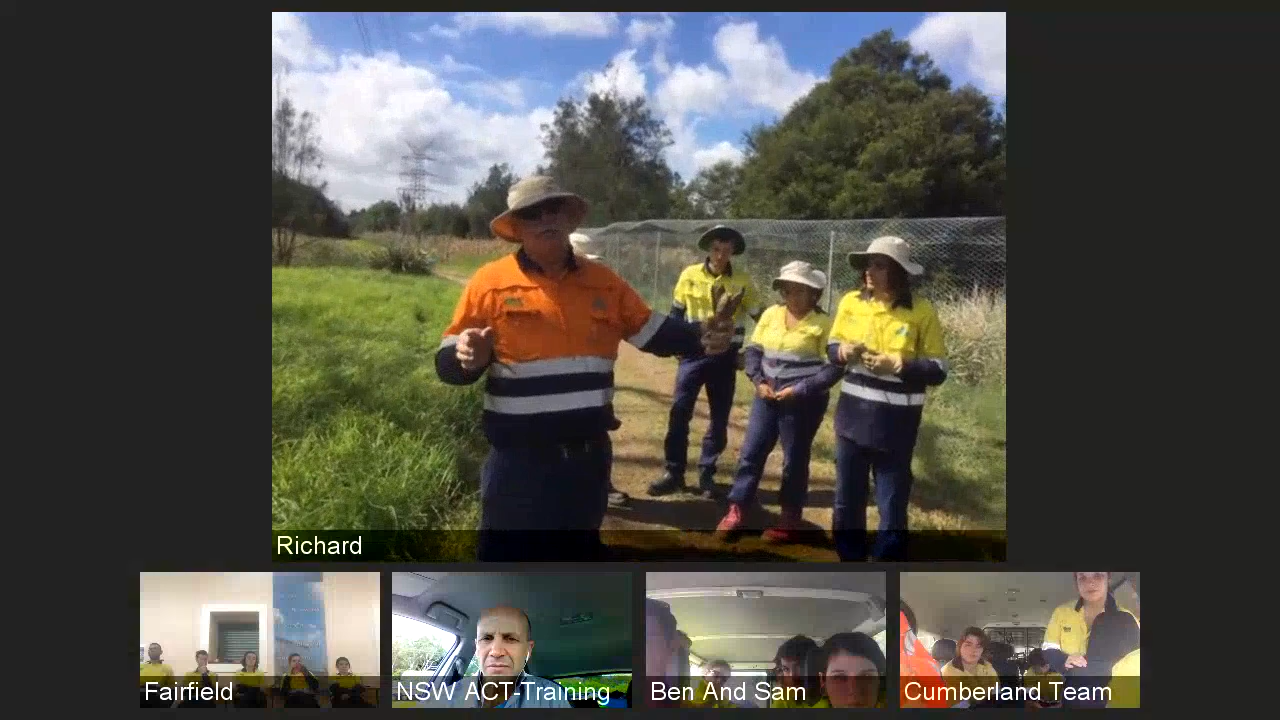 Richard
Fairfield
NSW ACT-Training
Ben And Sam
Cumberland Team